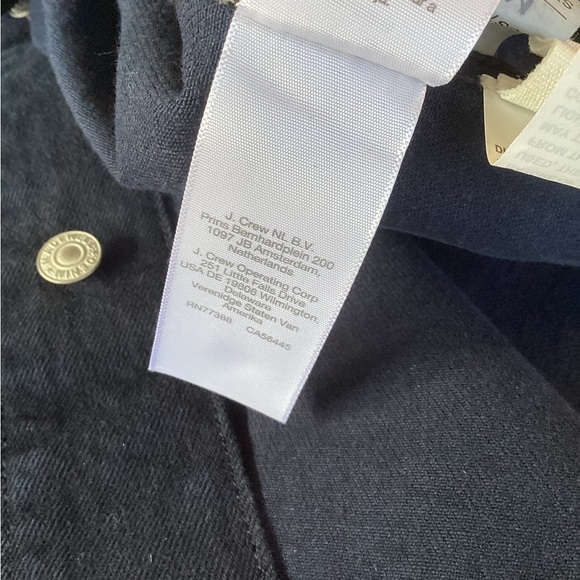 J. Crew NL B.V.
Prins Bernhardplein 200
1097 JB Amsterdam,
Netherlands
J. Crew Operating Corp
251 Little Falls Drive
USA DE 19808 Wilmington,
Delaware
Verenidge Staten Van
Amerika
RN77388 CA56445